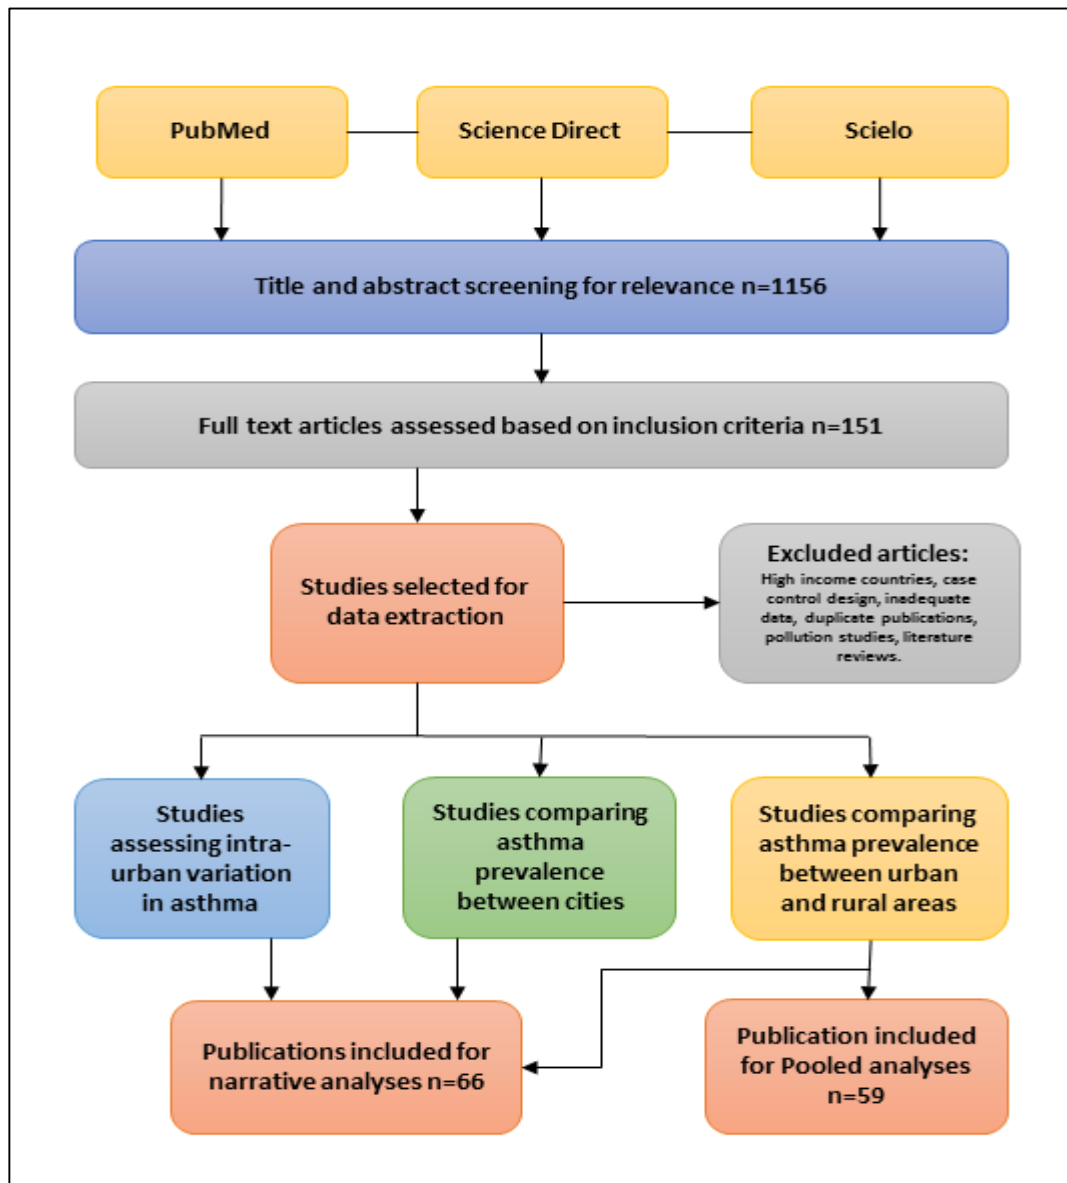 PubMed
Science Direct
Scielo
Title and abstract screening for relevance n=1156
Full text articles assessed based on inclusion criteria n=151
Studies selected for
data extraction
Excluded articles:
High income countries, case
control design, inadequate
data, duplicate publications,
pollution studies, literature
reviews.
Studies
assessing intra-
urban variation
in asthma
Studies comparing
asthma
prevalence
between cities
Studies comparing
asthma prevalence
between urban
and rural areas
Publications included for
narrative analyses n=66
Publication included
for Pooled analyses
n=59